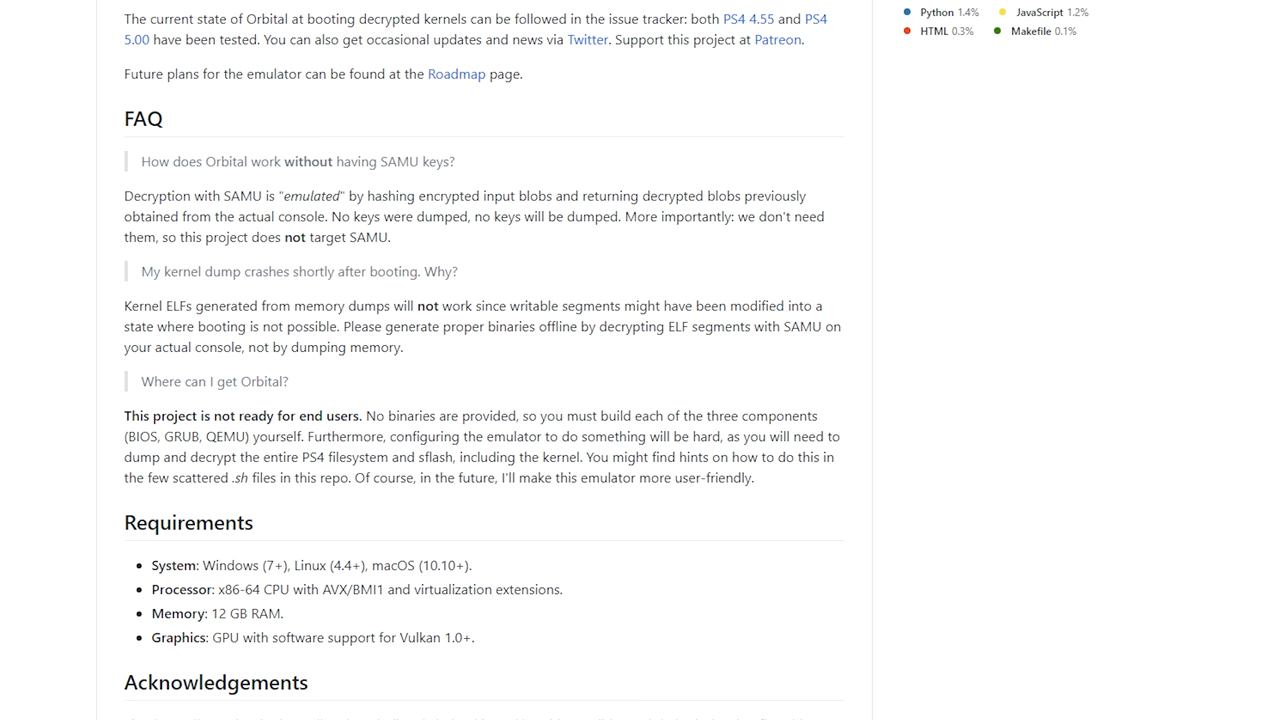 The current state of Orbital at booting decrypted kernels can be followed in the issue tracker: both PS4 4.55 and PS4
5.00 have been tested. You can also get occasional updates and news via Twitter. Support this project at Patreon.
Future plans for the emulator can be found at the Roadmap page.
FAQ
How does Orbital work without having SAMU keys?
Decryption with SAMU is "emulated" by hashing encrypted input blobs and returning decrypted blobs previously
obtained from the actual console. No keys were dumped, no keys will be dumped. More importantly: we don't need
them, so this project does not target SAMU.
My kernel dump crashes shortly after booting. Why?
Kernel ELFs generated from memory dumps will not work since writable segments might have been modified into a
state where booting is not possible. Please generate proper binaries offline by decrypting ELF segments with SAMU on
your actual console, not by dumping memory.
Where can I get Orbital?
This project is not ready for end users. No binaries are provided, so you must build each of the three components
(BIOS, GRUB, QEMU) yourself. Furthermore, configuring the emulator to do something will be hard, as you will need to
dump and decrypt the entire PS4 filesystem and sflash, including the kernel. You might find hints on how to do this in
the few scattered .sh files in this repo. Of course, in the future, I'll make this emulator more user-friendly.
Requirements
System: Windows (7+), Linux (4.4+), macOS (10.10+).
Processor: x86-64 CPU with AVX/BMI1 and virtualization extensions.
Memory: 12 GB RAM.
Graphics: GPU with software support for Vulkan 1.0+.
Acknowledgements
Python 1.4% JavaScript 1.2%
HTML 0.3% Makefile 0.1%